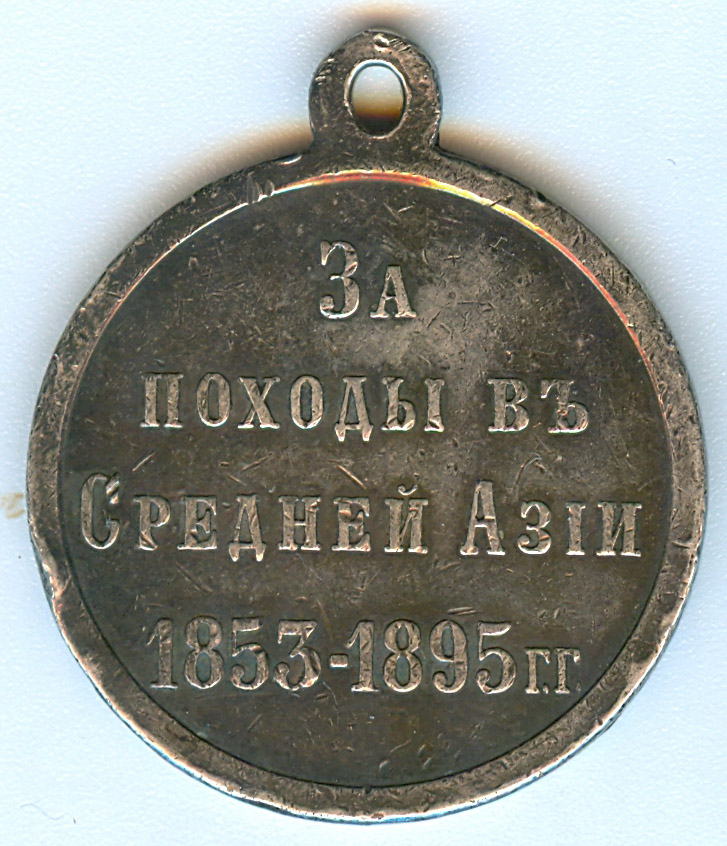 За
походы въ
Средней Азіи
1853-1895 г.г